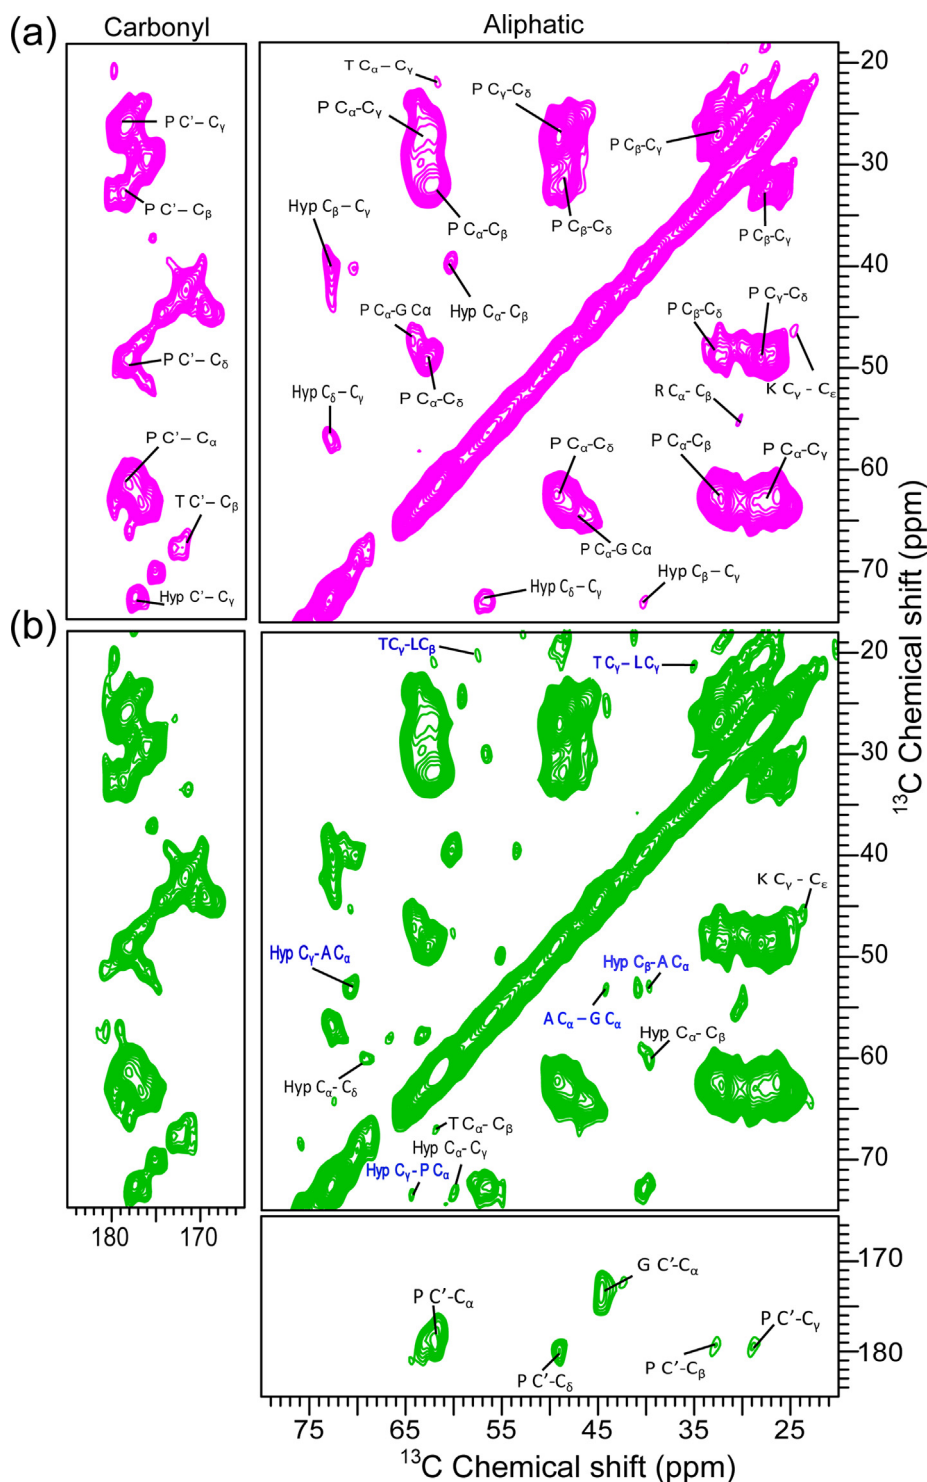 Carbonyl
Aliphatic
(a)
T Cα – Cγ
20
P C' – Cγ
P Cα-Cγ
P Cγ-Cδ
P Cβ-Cγ
30
P C' – Cβ
Hyp Cβ – Cγ
P Cα-Cβ
P Cβ-Cδ
P Cβ-Cγ
40
P Cα-G Cα
Hyp Cα- Cβ
P Cβ-Cδ
P Cγ-Cδ
50
P C' – Cδ
Hyp Cδ – Cγ
P Cα-Cδ
R Cα – Cβ
K Cγ - Cε
P C' – Cα
P Cα-Cδ
P Cα-Cβ
P Cα-Cγ
60
T C' – Cβ
P Cα-G Cα
Hyp C' – Cγ
Hyp Cδ – Cγ
Hyp Cβ – Cγ
70
13C Chemical shift (ppm)
(b)
TCγ-LCβ
T Cγ – L Cγ
20
30
40
K Cγ - Cε
Hyp Cγ-A Cα
Hyp Cβ-A Cα
50
A Cα – G Cα
Hyp Cα- Cβ
60
Hyp Cα- Cδ
T Cα- Cβ
Hyp Cα- Cγ
Hyp Cγ- P Cα
70
180 170
170
G C'-Cα
P C'-Cα
P C'-Cγ
P C'-Cδ
P C'-Cβ
180
75 65 55 45 35 25
13C Chemical shift (ppm)